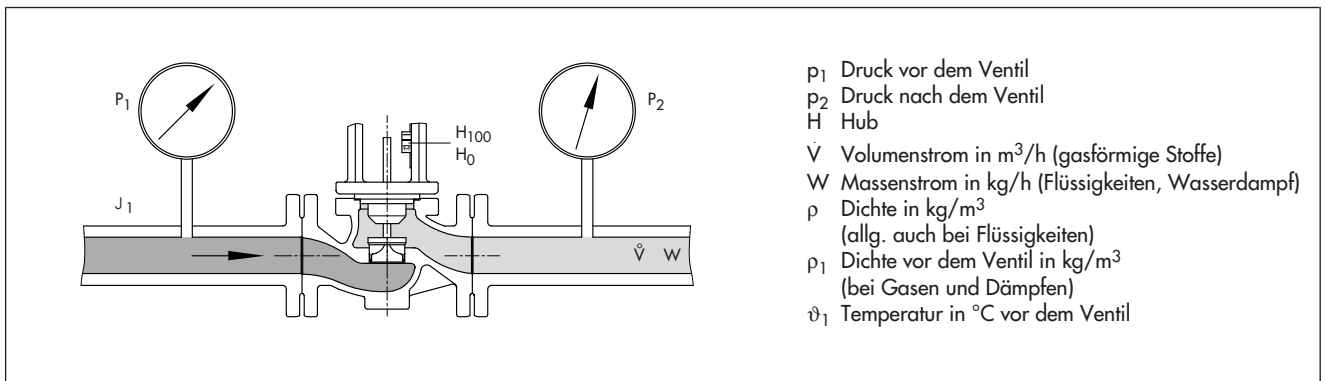 P1
P2
H100
H0
J1
V̊ W
p1 Druck vor dem Ventil
p2 Druck nach dem Ventil
H Hub
V̇ Volumenstrom in m³/h (gasförmige Stoffe)
W Massenstrom in kg/h (Flüssigkeiten, Wasserdampf)
ρ Dichte in kg/m³
(allg. auch bei Flüssigkeiten)
ρ1 Dichte vor dem Ventil in kg/m³
(bei Gasen und Dämpfen)
ϑ1 Temperatur in °C vor dem Ventil